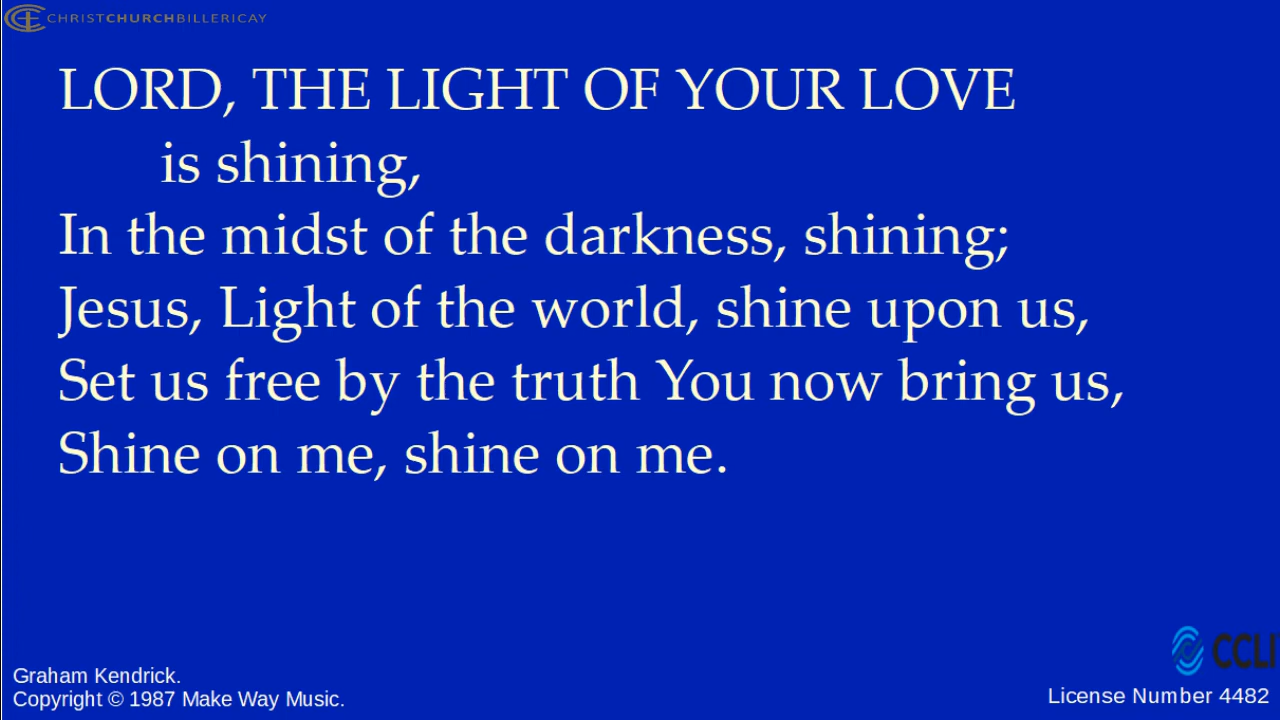 CHRISTCHURCHBILLERICAY
LORD, THE LIGHT OF YOUR LOVE
is shining,
In the midst of the darkness, shining;
Jesus, Light of the world, shine upon us,
Set us free by the truth You now bring us,
Shine on me, shine on me.
CCLI
Graham Kendrick.
Copyright © 1987 Make Way Music.
License Number 4482